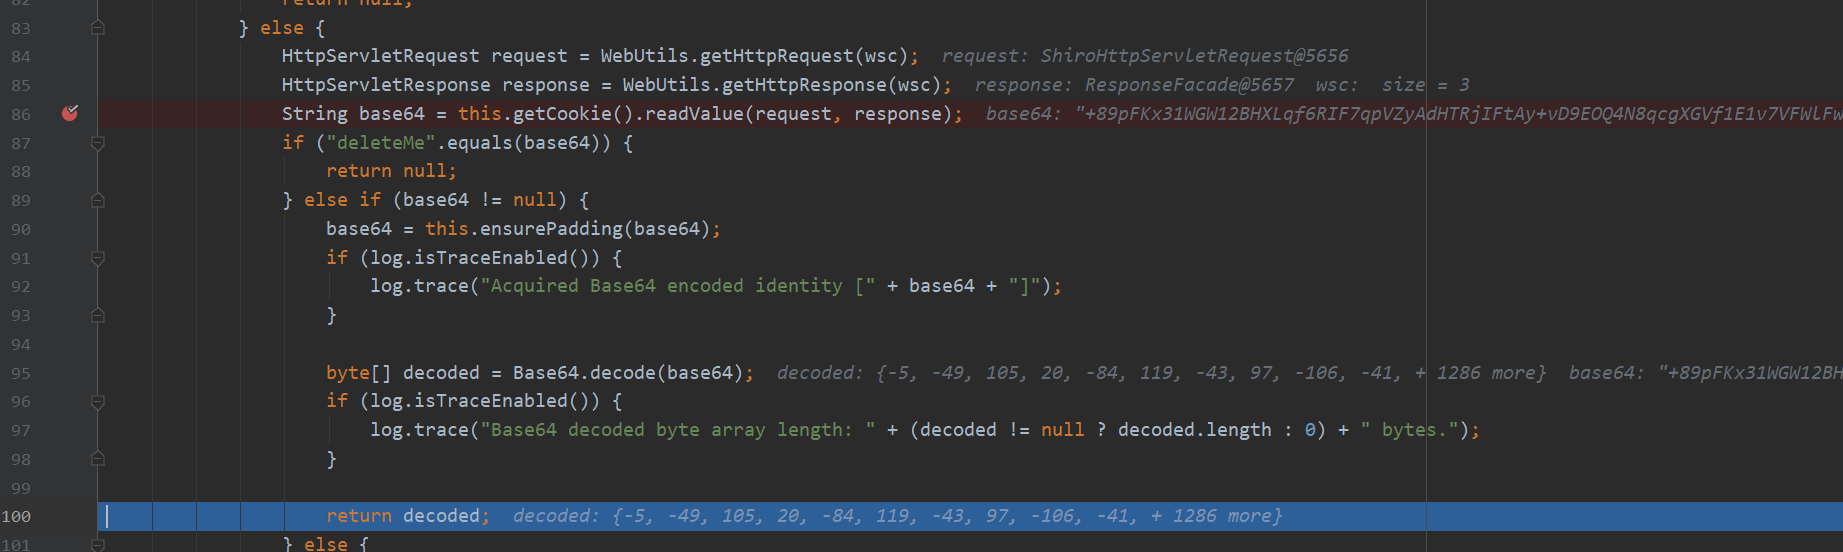 82 return null;
83 } else {
84 HttpServletRequest request = WebUtils.getHttpRequest(wsc); request: ShiroHttpServletRequest@5656
85 HttpServletResponse response = WebUtils.getHttpResponse(wsc); response: ResponseFacade@5657 wsc: size = 3
86 String base64 = this.getCookie().readValue(request, response); base64: "+89pFKx31WGW12BHXLqf6RIF7qpVZyAdHTRjIFtAy+vD9EOQ4N8qcgXGVf1E1v7VFWlFw
87 if ("deleteMe".equals(base64)) {
88 return null;
89 } else if (base64 != null) {
90 base64 = this.ensurePadding(base64);
91 if (log.isTraceEnabled()) {
92 log.trace("Acquired Base64 encoded identity [" + base64 + "]");
93 }
94
95 byte[] decoded = Base64.decode(base64); decoded: {-5, -49, 105, 20, -84, 119, -43, 97, -106, -41, + 1286 more} base64: "+89pFKx31WGW12BH
96 if (log.isTraceEnabled()) {
97 log.trace("Base64 decoded byte array length: " + (decoded != null ? decoded.length : 0) + " bytes.");
98 }
99
100 return decoded; decoded: {-5, -49, 105, 20, -84, 119, -43, 97, -106, -41, + 1286 more}
101 } else {